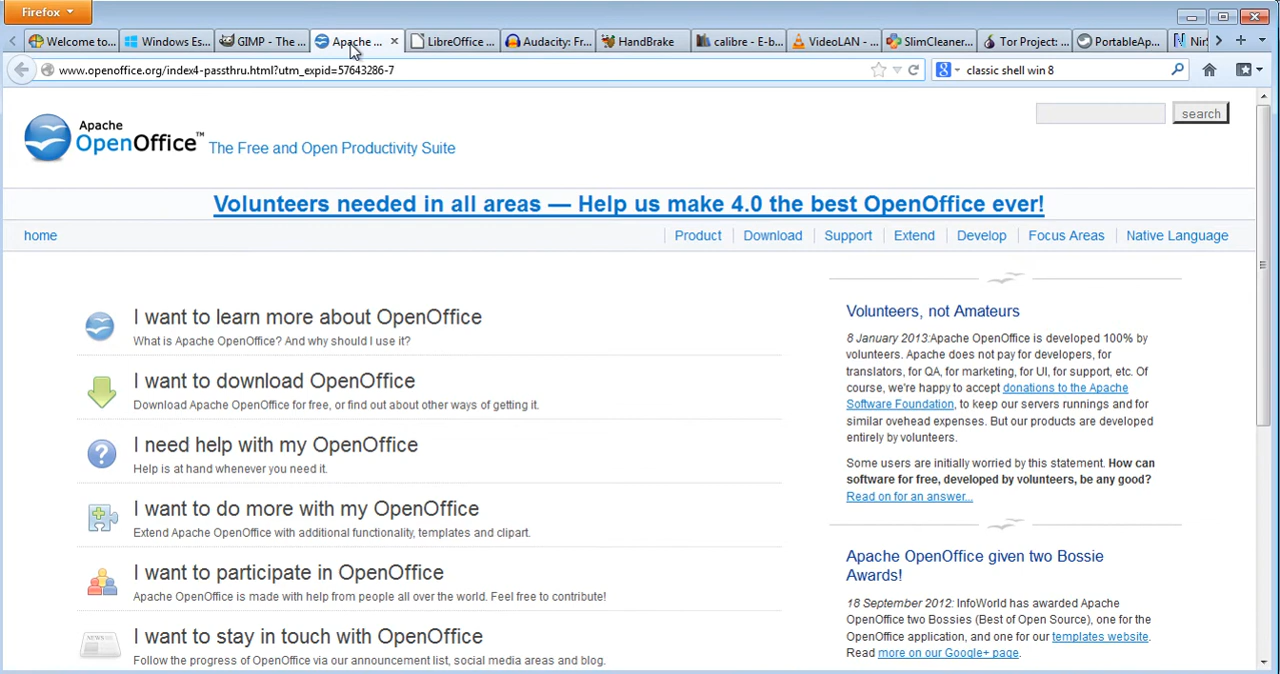 Firefox
Welcome to...
Windows Es...
GIMP - The ...
Apache ...
LibreOffice ...
Audacity: Fr...
HandBrake
calibre - E-b...
VideoLAN - ...
SlimCleaner...
Tor Project: ...
PortableAp...
www.openoffice.org/index4-passthru.html?utm_expid=57643286-7
classic shell win 8
Apache
OpenOffice™ The Free and Open Productivity Suite
search
Volunteers needed in all areas — Help us make 4.0 the best OpenOffice ever!
home
Product
Download
Support
Extend
Develop
Focus Areas
Native Language
I want to learn more about OpenOffice
What is Apache OpenOffice? And why should I use it?
I want to download OpenOffice
Download Apache OpenOffice for free, or find out about other ways of getting it.
I need help with my OpenOffice
Help is at hand whenever you need it.
I want to do more with my OpenOffice
Extend Apache OpenOffice with additional functionality, templates and clipart.
I want to participate in OpenOffice
Apache OpenOffice is made with help from people all over the world. Feel free to contribute!
NEWS
I want to stay in touch with OpenOffice
Follow the progress of OpenOffice via our announcement list, social media areas and blog.
Volunteers, not Amateurs
8 January 2013:Apache OpenOffice is developed 100% by
volunteers. Apache does not pay for developers, for
translators, for QA, for marketing, for UI, for support, etc. Of
course, we're happy to accept donations to the Apache
Software Foundation, to keep our servers runnings and for
similar ovehead expenses. But our products are developed
entirely by volunteers.
Some users are initially worried by this statement. How can
software for free, developed by volunteers, be any good?
Read on for an answer...
Apache OpenOffice given two Bossie
Awards!
18 September 2012: InfoWorld has awarded Apache
OpenOffice two Bossies (Best of Open Source), one for the
OpenOffice application, and one for our templates website.
Read more on our Google+ page.